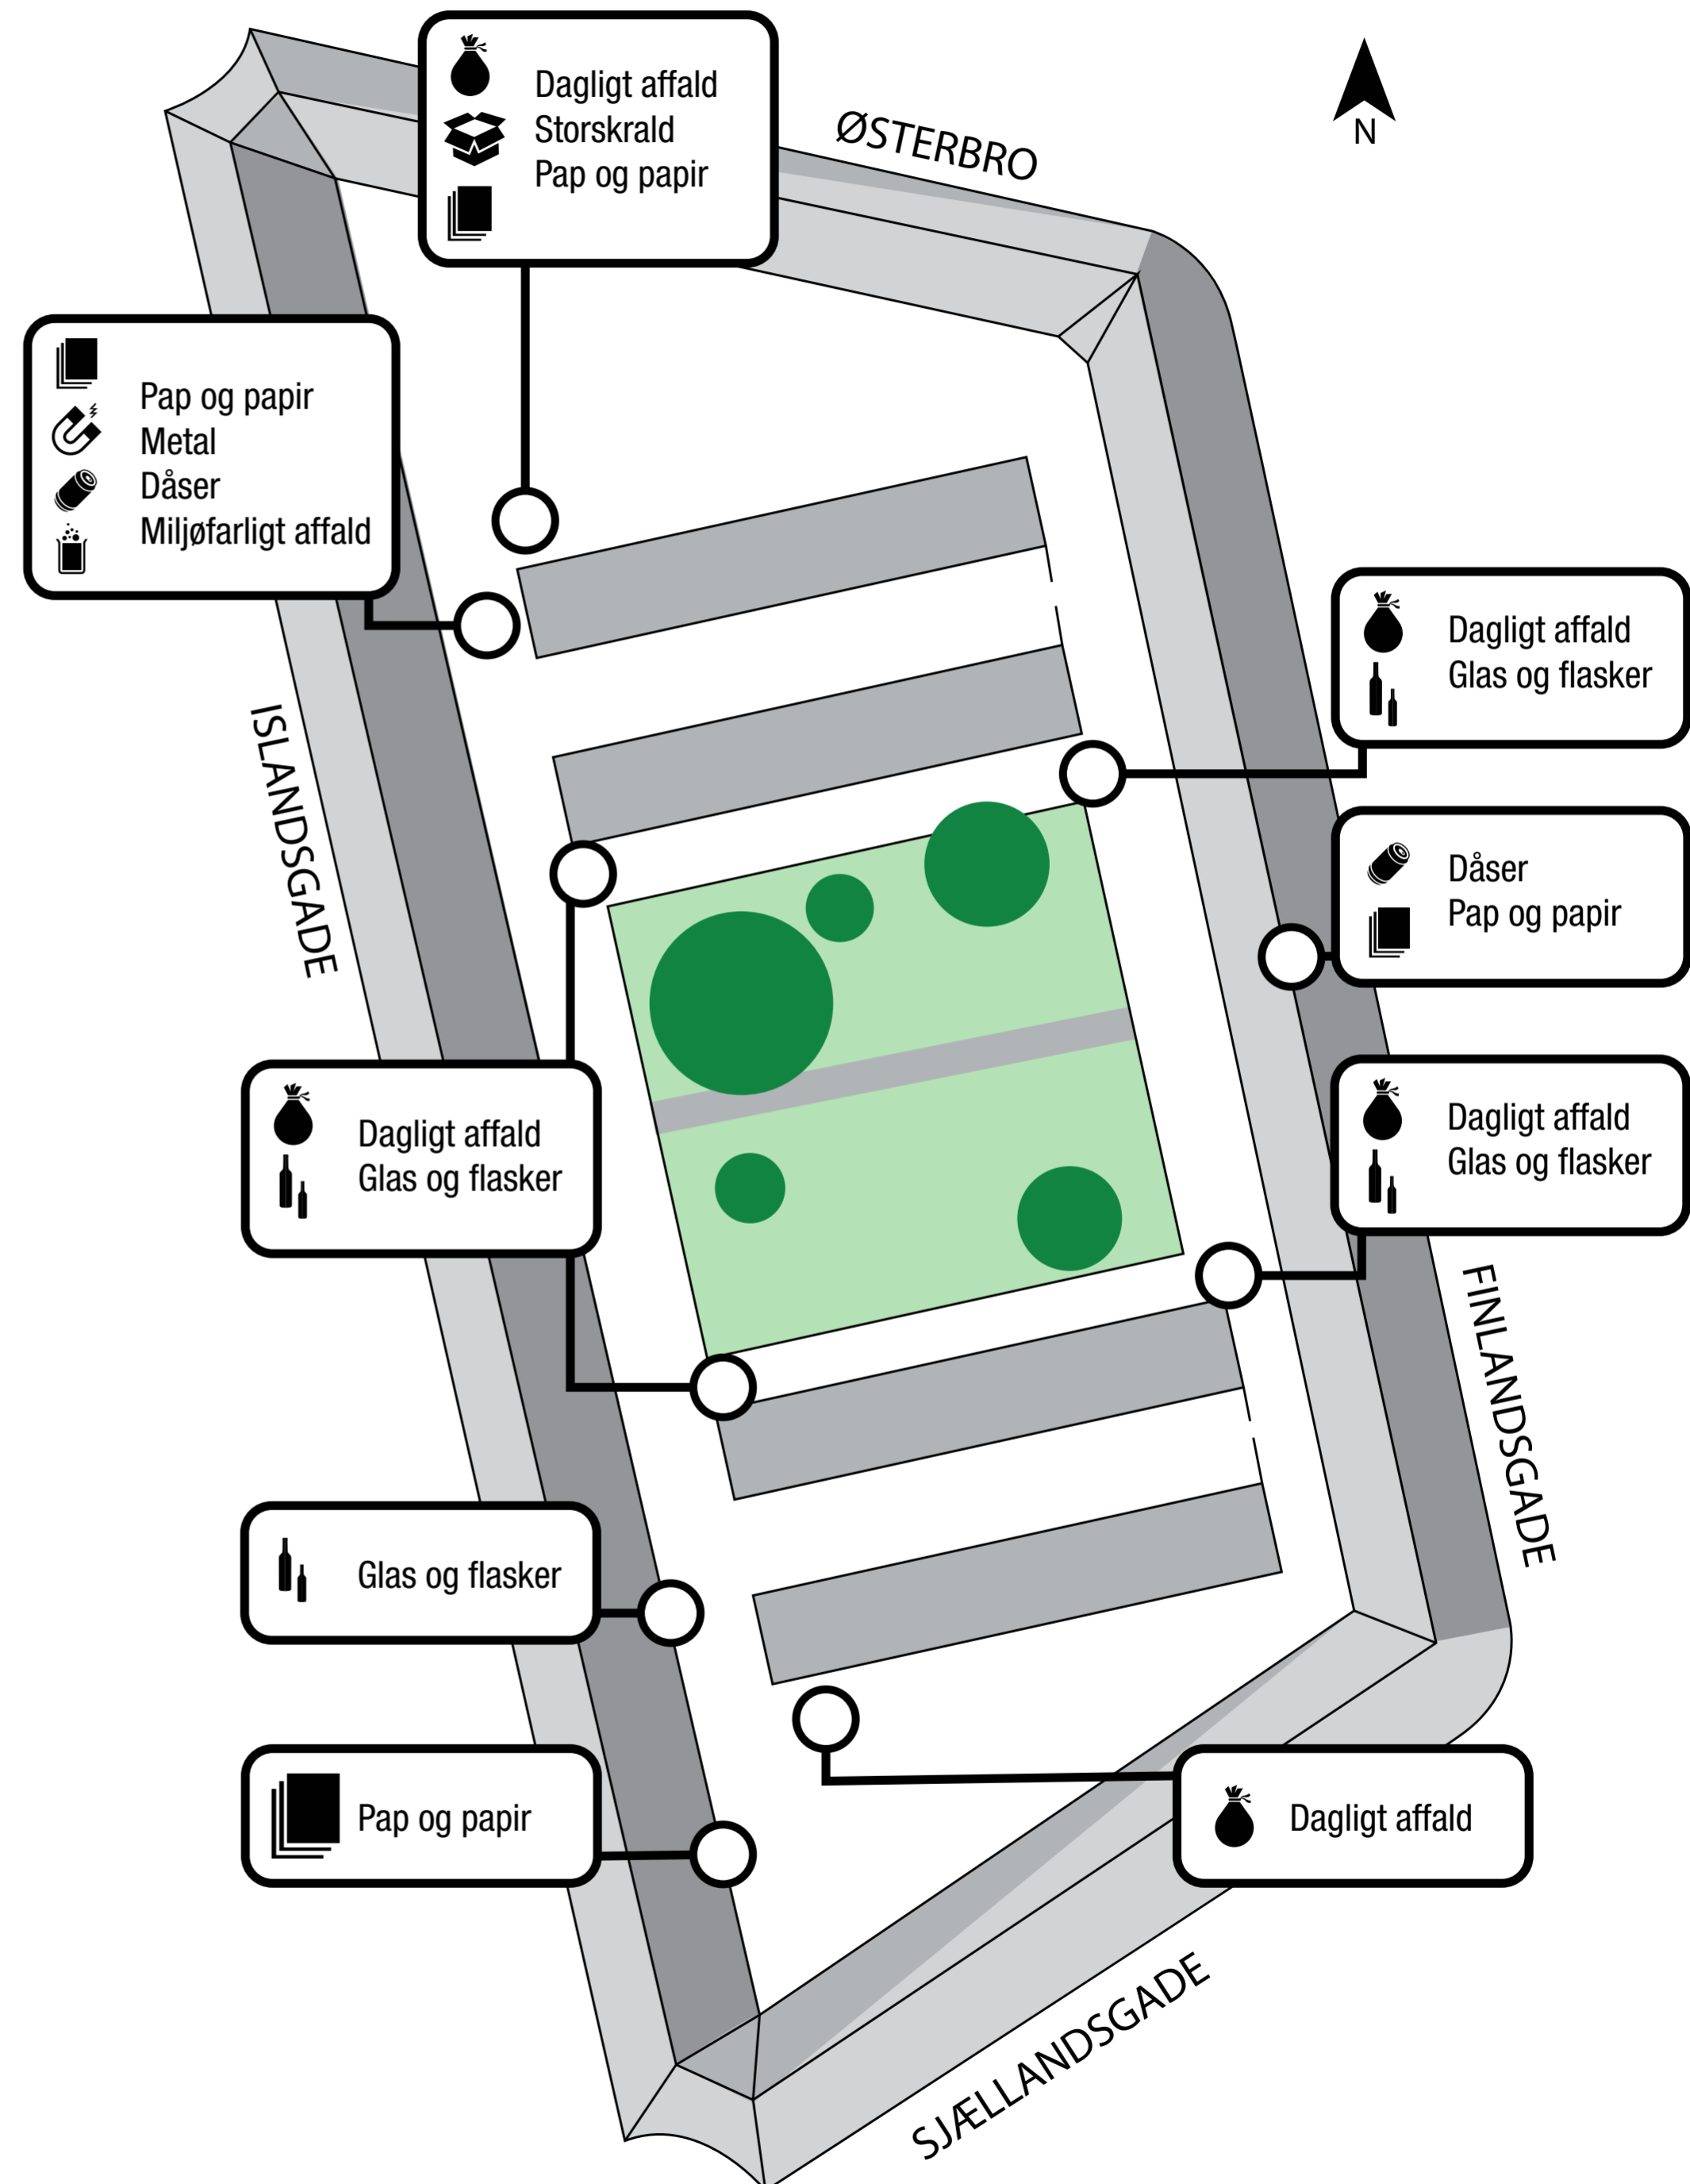 Dagligt affald
Storskrald
Pap og papir
ØSTERBRO
N
Pap og papir
Metal
Dåser
Miljøfarligt affald
Dagligt affald
Glas og flasker
ISLANDSGADE
Dåser
Pap og papir
Dagligt affald
Glas og flasker
Dagligt affald
Glas og flasker
FINLANDSGADE
Glas og flasker
Pap og papir
Dagligt affald
SJÆLLANDSGADE